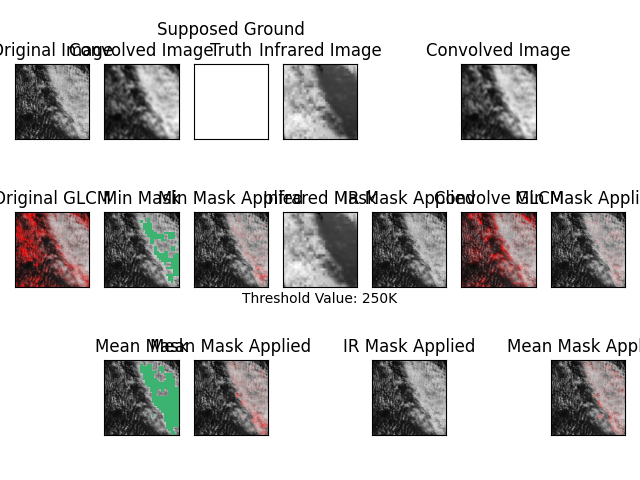 Supposed Ground
Original Image Convolved Image Truth Infrared Image Convolved Image
Original GLCM Min Mask Min Mask Applied Infrared Mask IR Mask Applied Convolve GLCM Min Mask Appli
Threshold Value: 250K
Mean Mask Mean Mask Applied IR Mask Applied Mean Mask Appl